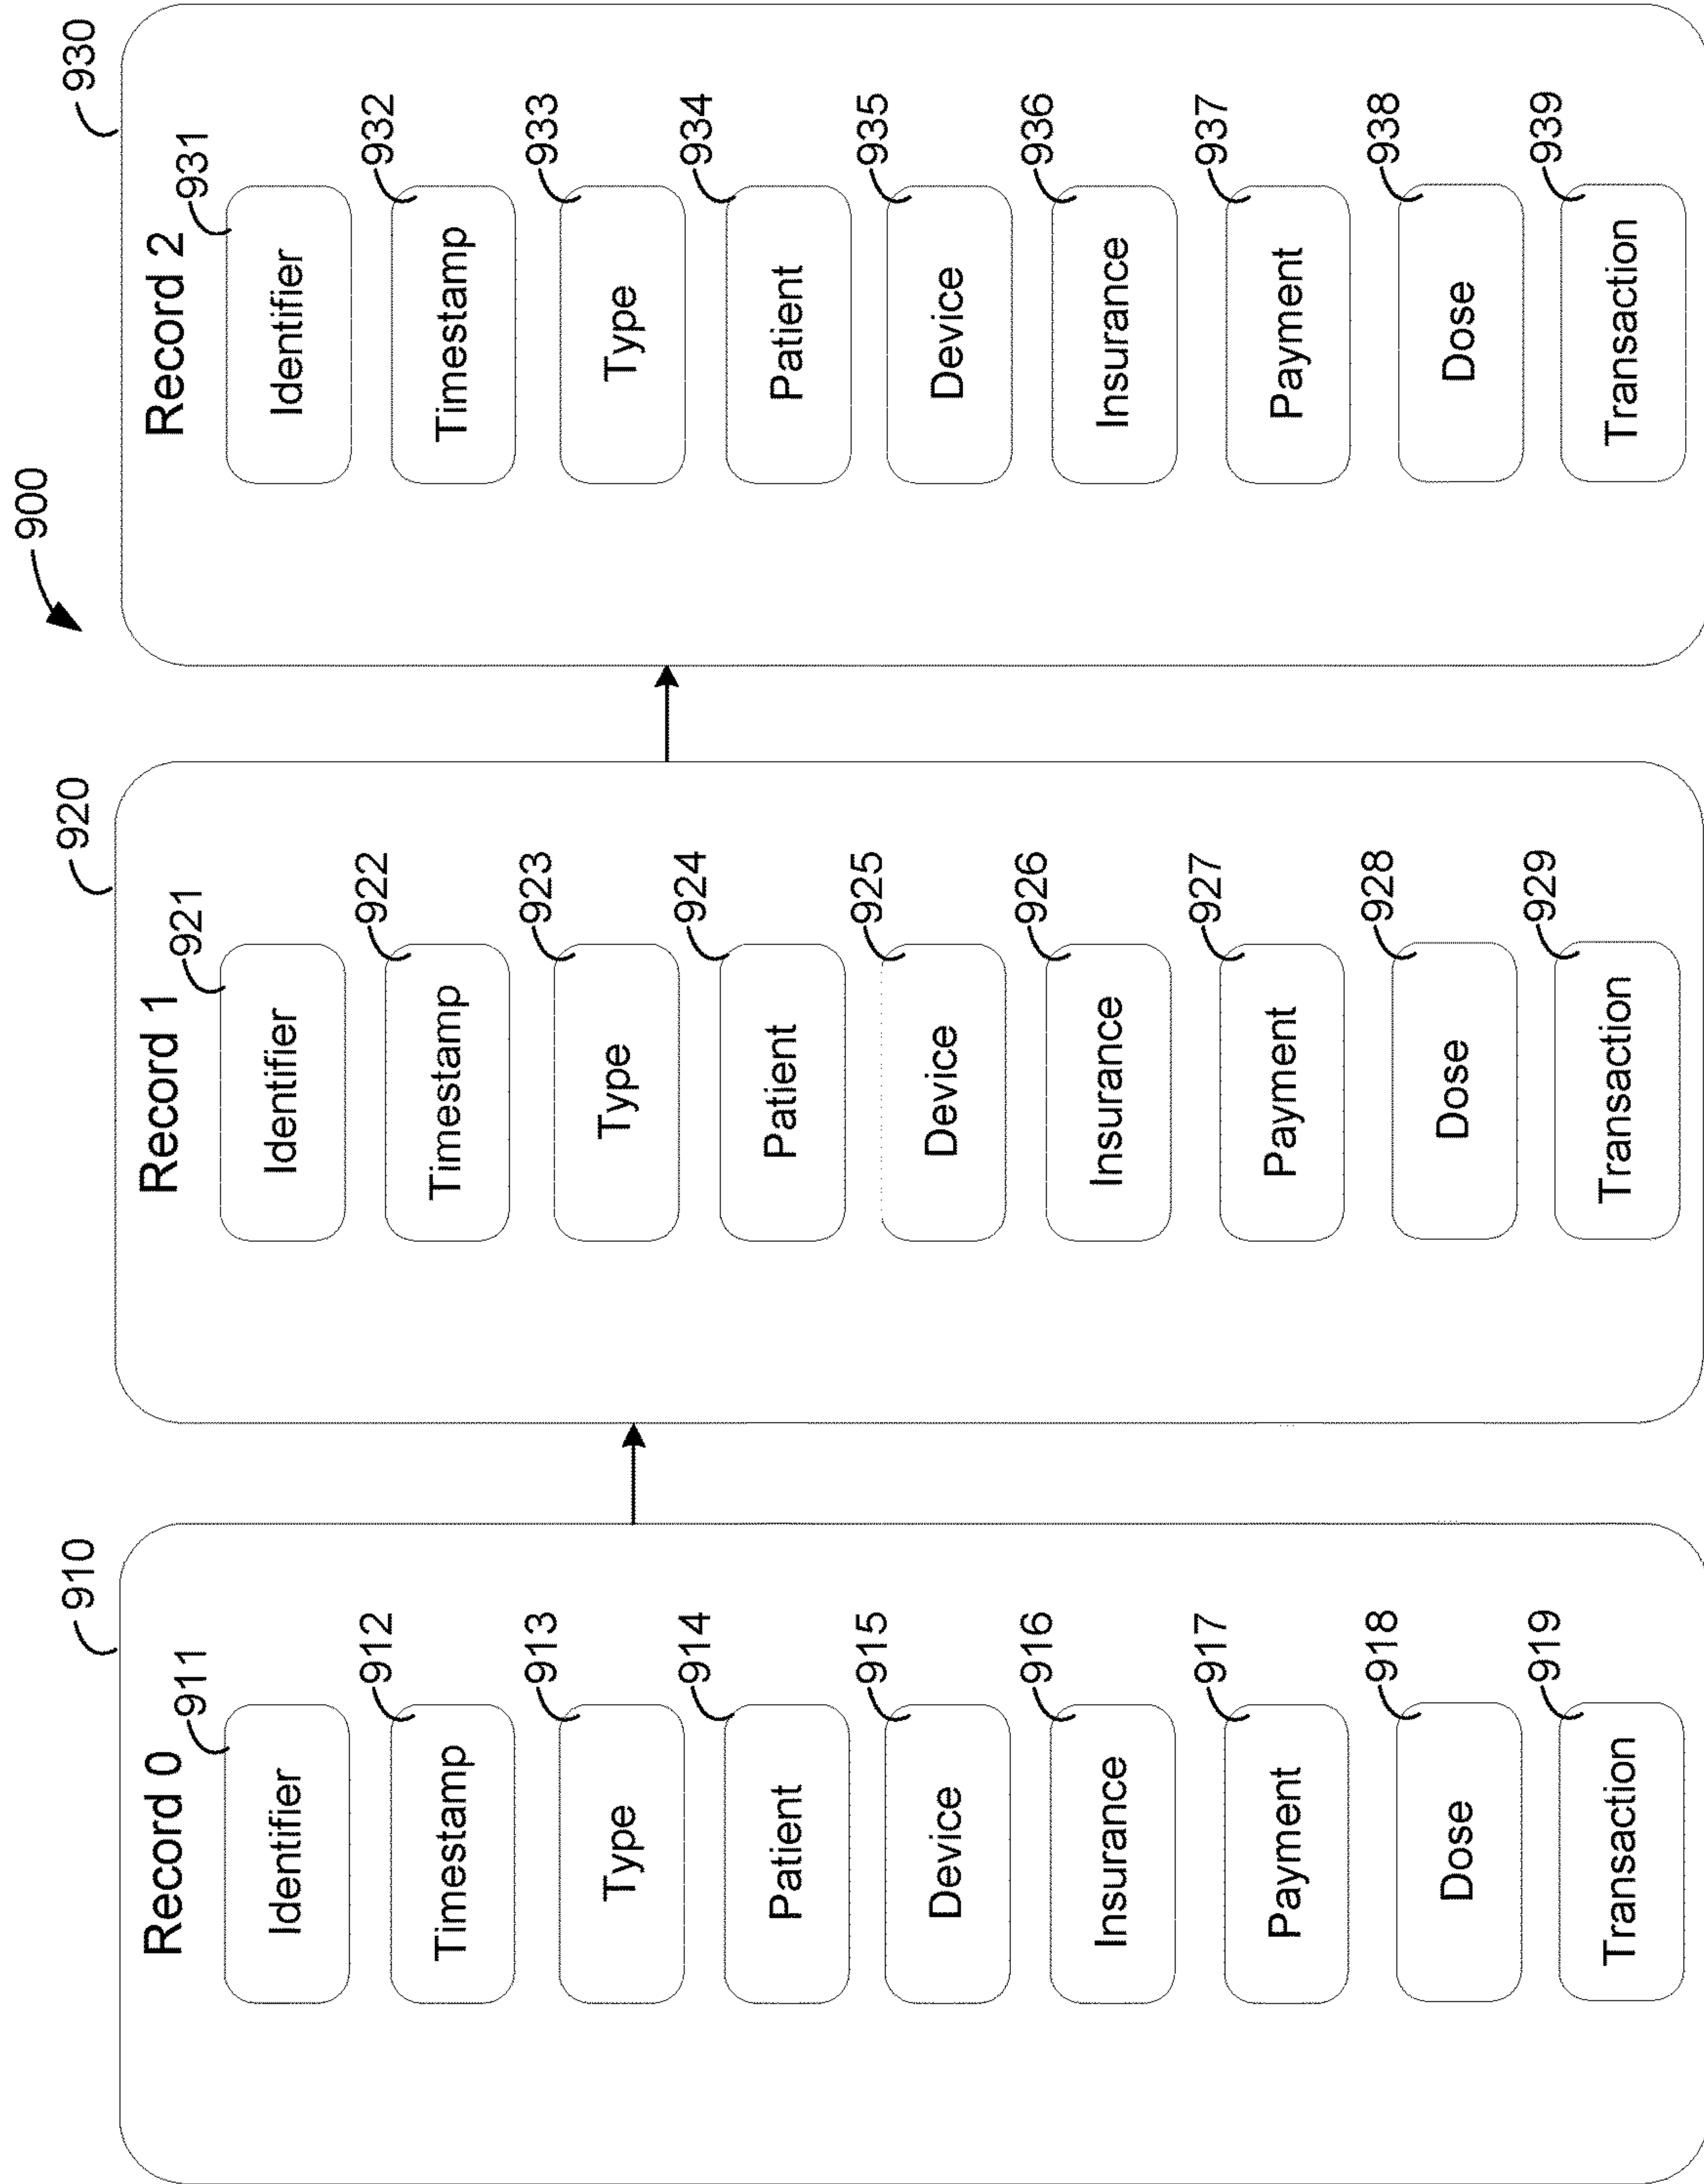 900
910
Record 0
911
Identifier
912
Timestamp
913
Type
914
Patient
915
Device
916
Insurance
917
Payment
918
Dose
919
Transaction
920
Record 1
921
Identifier
922
Timestamp
923
Type
924
Patient
925
Device
926
Insurance
927
Payment
928
Dose
929
Transaction
930
Record 2
931
Identifier
932
Timestamp
933
Type
934
Patient
935
Device
936
Insurance
937
Payment
938
Dose
939
Transaction